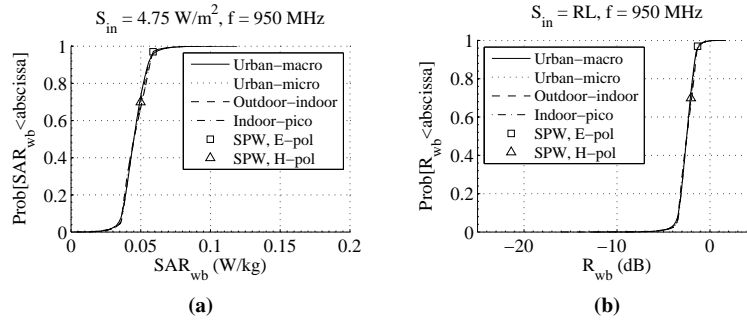 S_in = 4.75 W/m², f = 950 MHz
Prob[SAR_wb<abscissa]
1
0.8
0.6
0.4
0.2
0
Urban−macro
Urban−micro
Outdoor−indoor
Indoor−pico
SPW, E−pol
SPW, H−pol
0 0.05 0.1 0.15 0.2
SAR_wb (W/kg)
(a)
S_in = RL, f = 950 MHz
Prob[R_wb<abscissa]
1
0.8
0.6
0.4
0.2
0
Urban−macro
Urban−micro
Outdoor−indoor
Indoor−pico
SPW, E−pol
SPW, H−pol
−20 −10 0
R_wb (dB)
(b)